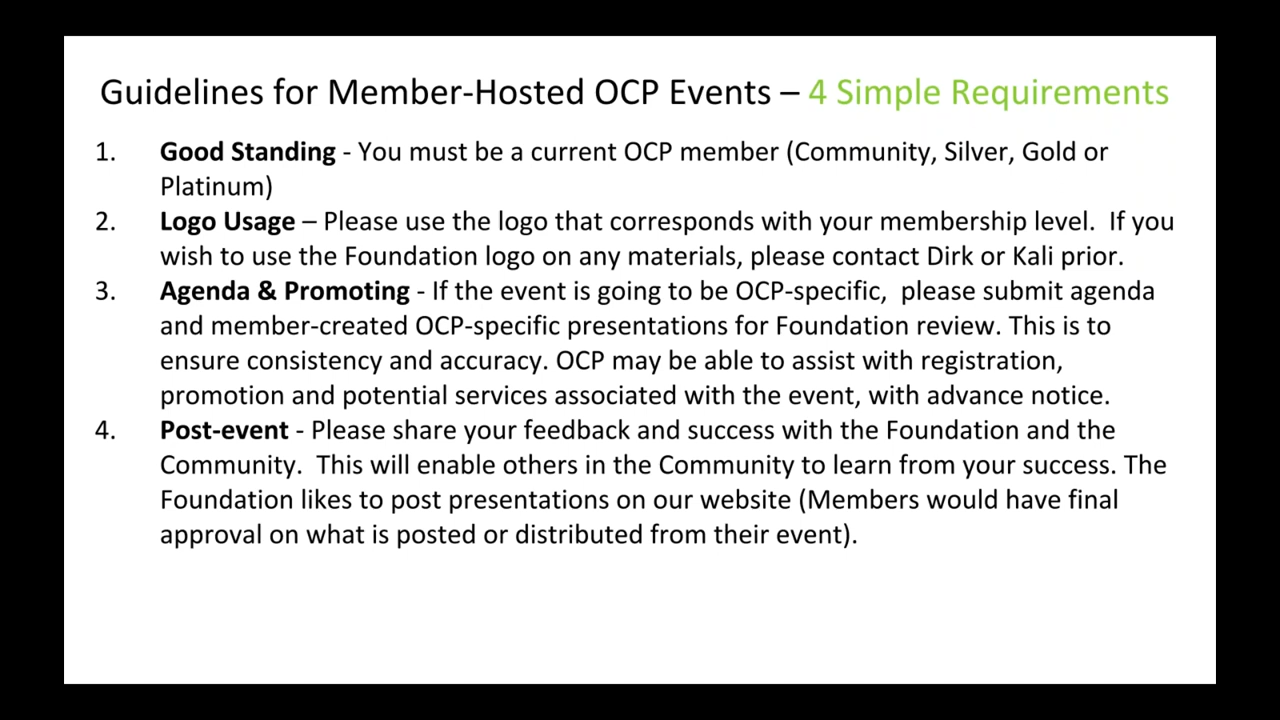 Guidelines for Member-Hosted OCP Events – 4 Simple Requirements
1. Good Standing - You must be a current OCP member (Community, Silver, Gold or
Platinum)
2. Logo Usage – Please use the logo that corresponds with your membership level.  If you
wish to use the Foundation logo on any materials, please contact Dirk or Kali prior.
3. Agenda & Promoting - If the event is going to be OCP-specific,  please submit agenda
and member-created OCP-specific presentations for Foundation review. This is to
ensure consistency and accuracy. OCP may be able to assist with registration,
promotion and potential services associated with the event, with advance notice.
4. Post-event - Please share your feedback and success with the Foundation and the
Community.  This will enable others in the Community to learn from your success. The
Foundation likes to post presentations on our website (Members would have final
approval on what is posted or distributed from their event).